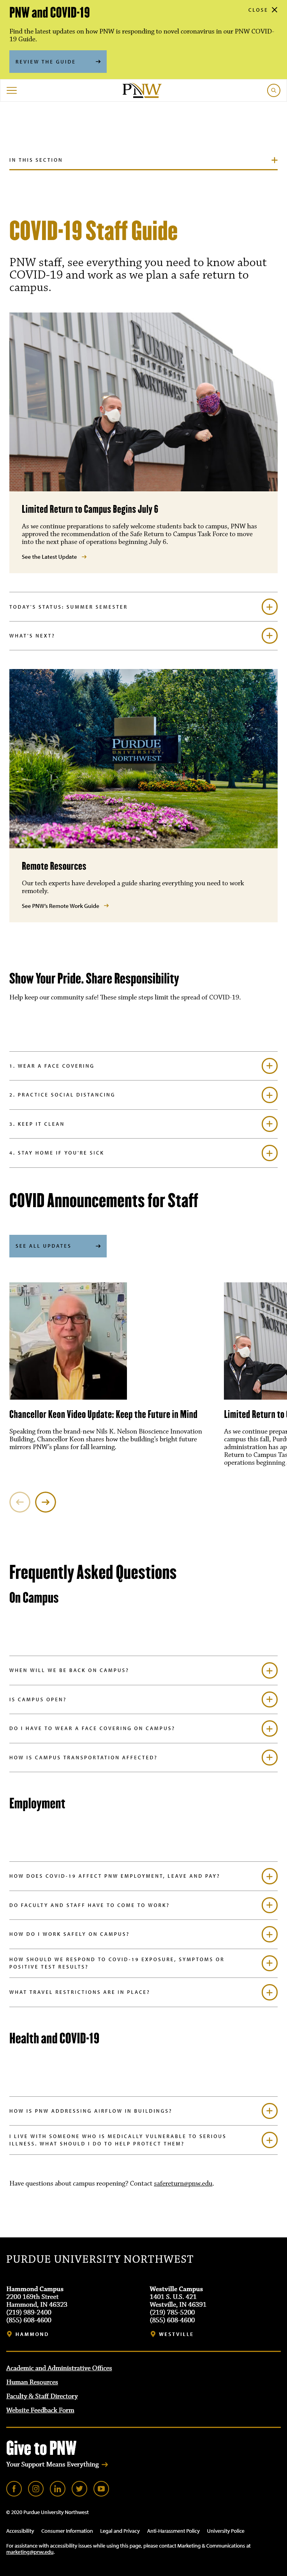 PNW and COVID-19
CLOSE
Find the latest updates on how PNW is responding to novel coronavirus in our PNW COVID-
19 Guide.
REVIEW THE GUIDE
PNW
IN THIS SECTION
COVID-19 Staff Guide
PNW staff, see everything you need to know about
COVID-19 and work as we plan a safe return to
campus.
PURDUE
UNIVERSITY
NORTHWEST
Limited Return to Campus Begins July 6
As we continue preparations to safely welcome students back to campus, PNW has
approved the recommendation of the Safe Return to Campus Task Force to move
into the next phase of operations beginning July 6.
See the Latest Update
TODAY'S STATUS: SUMMER SEMESTER
WHAT'S NEXT?
PURDUE
UNIVERSITY
NORTHWEST
Remote Resources
Our tech experts have developed a guide sharing everything you need to work
remotely.
See PNW's Remote Work Guide
Show Your Pride. Share Responsibility
Help keep our community safe! These simple steps limit the spread of COVID-19.
1. WEAR A FACE COVERING
2. PRACTICE SOCIAL DISTANCING
3. KEEP IT CLEAN
4. STAY HOME IF YOU'RE SICK
COVID Announcements for Staff
SEE ALL UPDATES
Chancellor Keon Video Update: Keep the Future in Mind
Speaking from the brand-new Nils K. Nelson Bioscience Innovation
Building, Chancellor Keon shares how the building's bright future
mirrors PNW's plans for fall learning.
Limited Return to
As we continue prepar
campus this fall, Purd
administration has ap
Return to Campus Tas
operations beginning
Frequently Asked Questions
On Campus
WHEN WILL WE BE BACK ON CAMPUS?
IS CAMPUS OPEN?
DO I HAVE TO WEAR A FACE COVERING ON CAMPUS?
HOW IS CAMPUS TRANSPORTATION AFFECTED?
Employment
HOW DOES COVID-19 AFFECT PNW EMPLOYMENT, LEAVE AND PAY?
DO FACULTY AND STAFF HAVE TO COME TO WORK?
HOW DO I WORK SAFELY ON CAMPUS?
HOW SHOULD WE RESPOND TO COVID-19 EXPOSURE, SYMPTOMS OR
POSITIVE TEST RESULTS?
WHAT TRAVEL RESTRICTIONS ARE IN PLACE?
Health and COVID-19
HOW IS PNW ADDRESSING AIRFLOW IN BUILDINGS?
I LIVE WITH SOMEONE WHO IS MEDICALLY VULNERABLE TO SERIOUS
ILLNESS. WHAT SHOULD I DO TO HELP PROTECT THEM?
Have questions about campus reopening? Contact safereturn@pnw.edu.
PURDUE UNIVERSITY NORTHWEST
Hammond Campus
2200 169th Street
Hammond, IN 46323
(219) 989-2400
(855) 608-4600
HAMMOND
Westville Campus
1401 S. U.S. 421
Westville, IN 46391
(219) 785-5200
(855) 608-4600
WESTVILLE
Academic and Administrative Offices
Human Resources
Faculty & Staff Directory
Website Feedback Form
Give to PNW
Your Support Means Everything
© 2020 Purdue University Northwest
Accessibility Consumer Information Legal and Privacy Anti-Harassment Policy University Police
For assistance with accessibility issues while using this page, please contact Marketing & Communications at
marketing@pnw.edu.